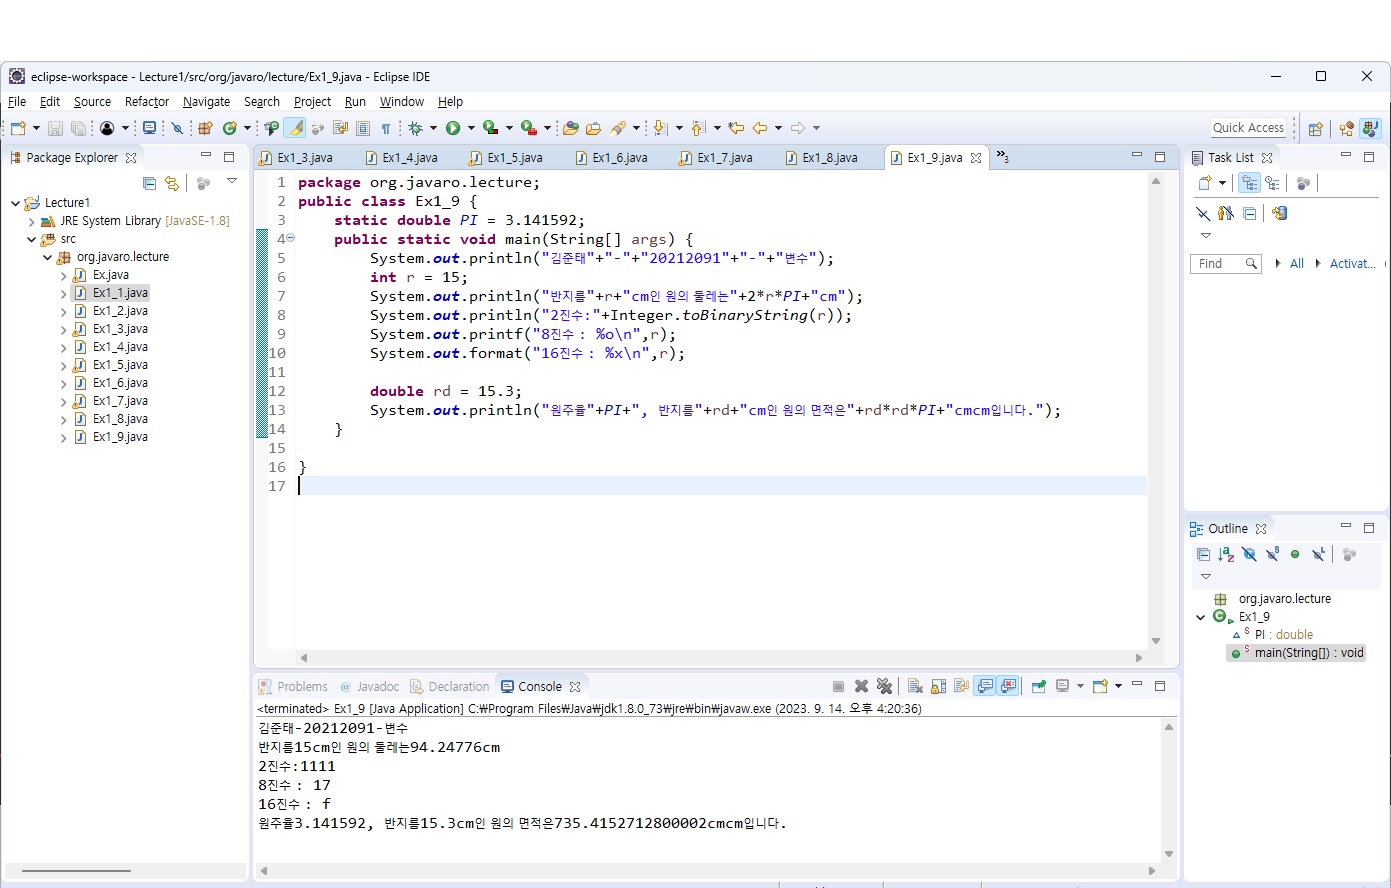 eclipse-workspace - Lecture1/src/org/javaro/lecture/Ex1_9.java - Eclipse IDE
File Edit Source Refactor Navigate Search Project Run Window Help
Quick Access
Package Explorer
Lecture1
JRE System Library [JavaSE-1.8]
src
org.javaro.lecture
Ex.java
Ex1_1.java
Ex1_2.java
Ex1_3.java
Ex1_4.java
Ex1_5.java
Ex1_6.java
Ex1_7.java
Ex1_8.java
Ex1_9.java
Ex1_3.java Ex1_4.java Ex1_5.java Ex1_6.java Ex1_7.java Ex1_8.java Ex1_9.java »3
1 package org.javaro.lecture;
2 public class Ex1_9 {
3 static double PI = 3.141592;
4 public static void main(String[] args) {
5 System.out.println("김준태"+"-"+"20212091"+"-"+"변수");
6 int r = 15;
7 System.out.println("반지름"+r+"cm인 원의 둘레는"+2*r*PI+"cm");
8 System.out.println("2진수:"+Integer.toBinaryString(r));
9 System.out.printf("8진수 : %o\n",r);
10 System.out.format("16진수 : %x\n",r);
11
12 double rd = 15.3;
13 System.out.println("원주율"+PI+", 반지름"+rd+"cm인 원의 면적은"+rd*rd*PI+"cmcm입니다.");
14 }
15
16 }
17
Problems Javadoc Declaration Console
<terminated> Ex1_9 [Java Application] C:₩Program Files₩Java₩jdk1.8.0_73₩jre₩bin₩javaw.exe (2023. 9. 14. 오후 4:20:36)
김준태-20212091-변수
반지름15cm인 원의 둘레는94.24776cm
2진수:1111
8진수 : 17
16진수 : f
원주율3.141592, 반지름15.3cm인 원의 면적은735.4152712800002cmcm입니다.
Task List
Find All Activat...
Outline
org.javaro.lecture
Ex1_9
PI : double
main(String[]) : void